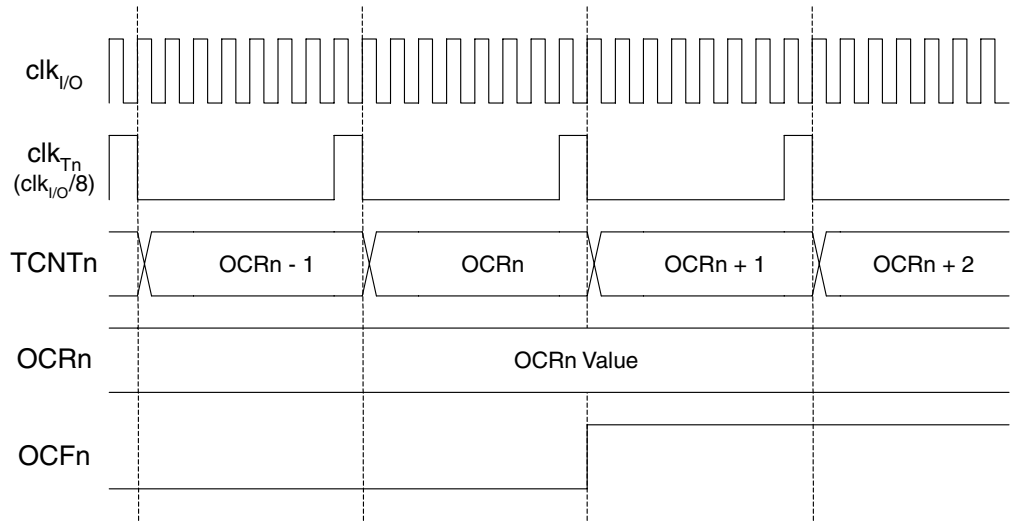 clkI/O
clkTn
(clkI/O/8)
TCNTn
OCRn - 1
OCRn
OCRn + 1
OCRn + 2
OCRn
OCRn Value
OCFn